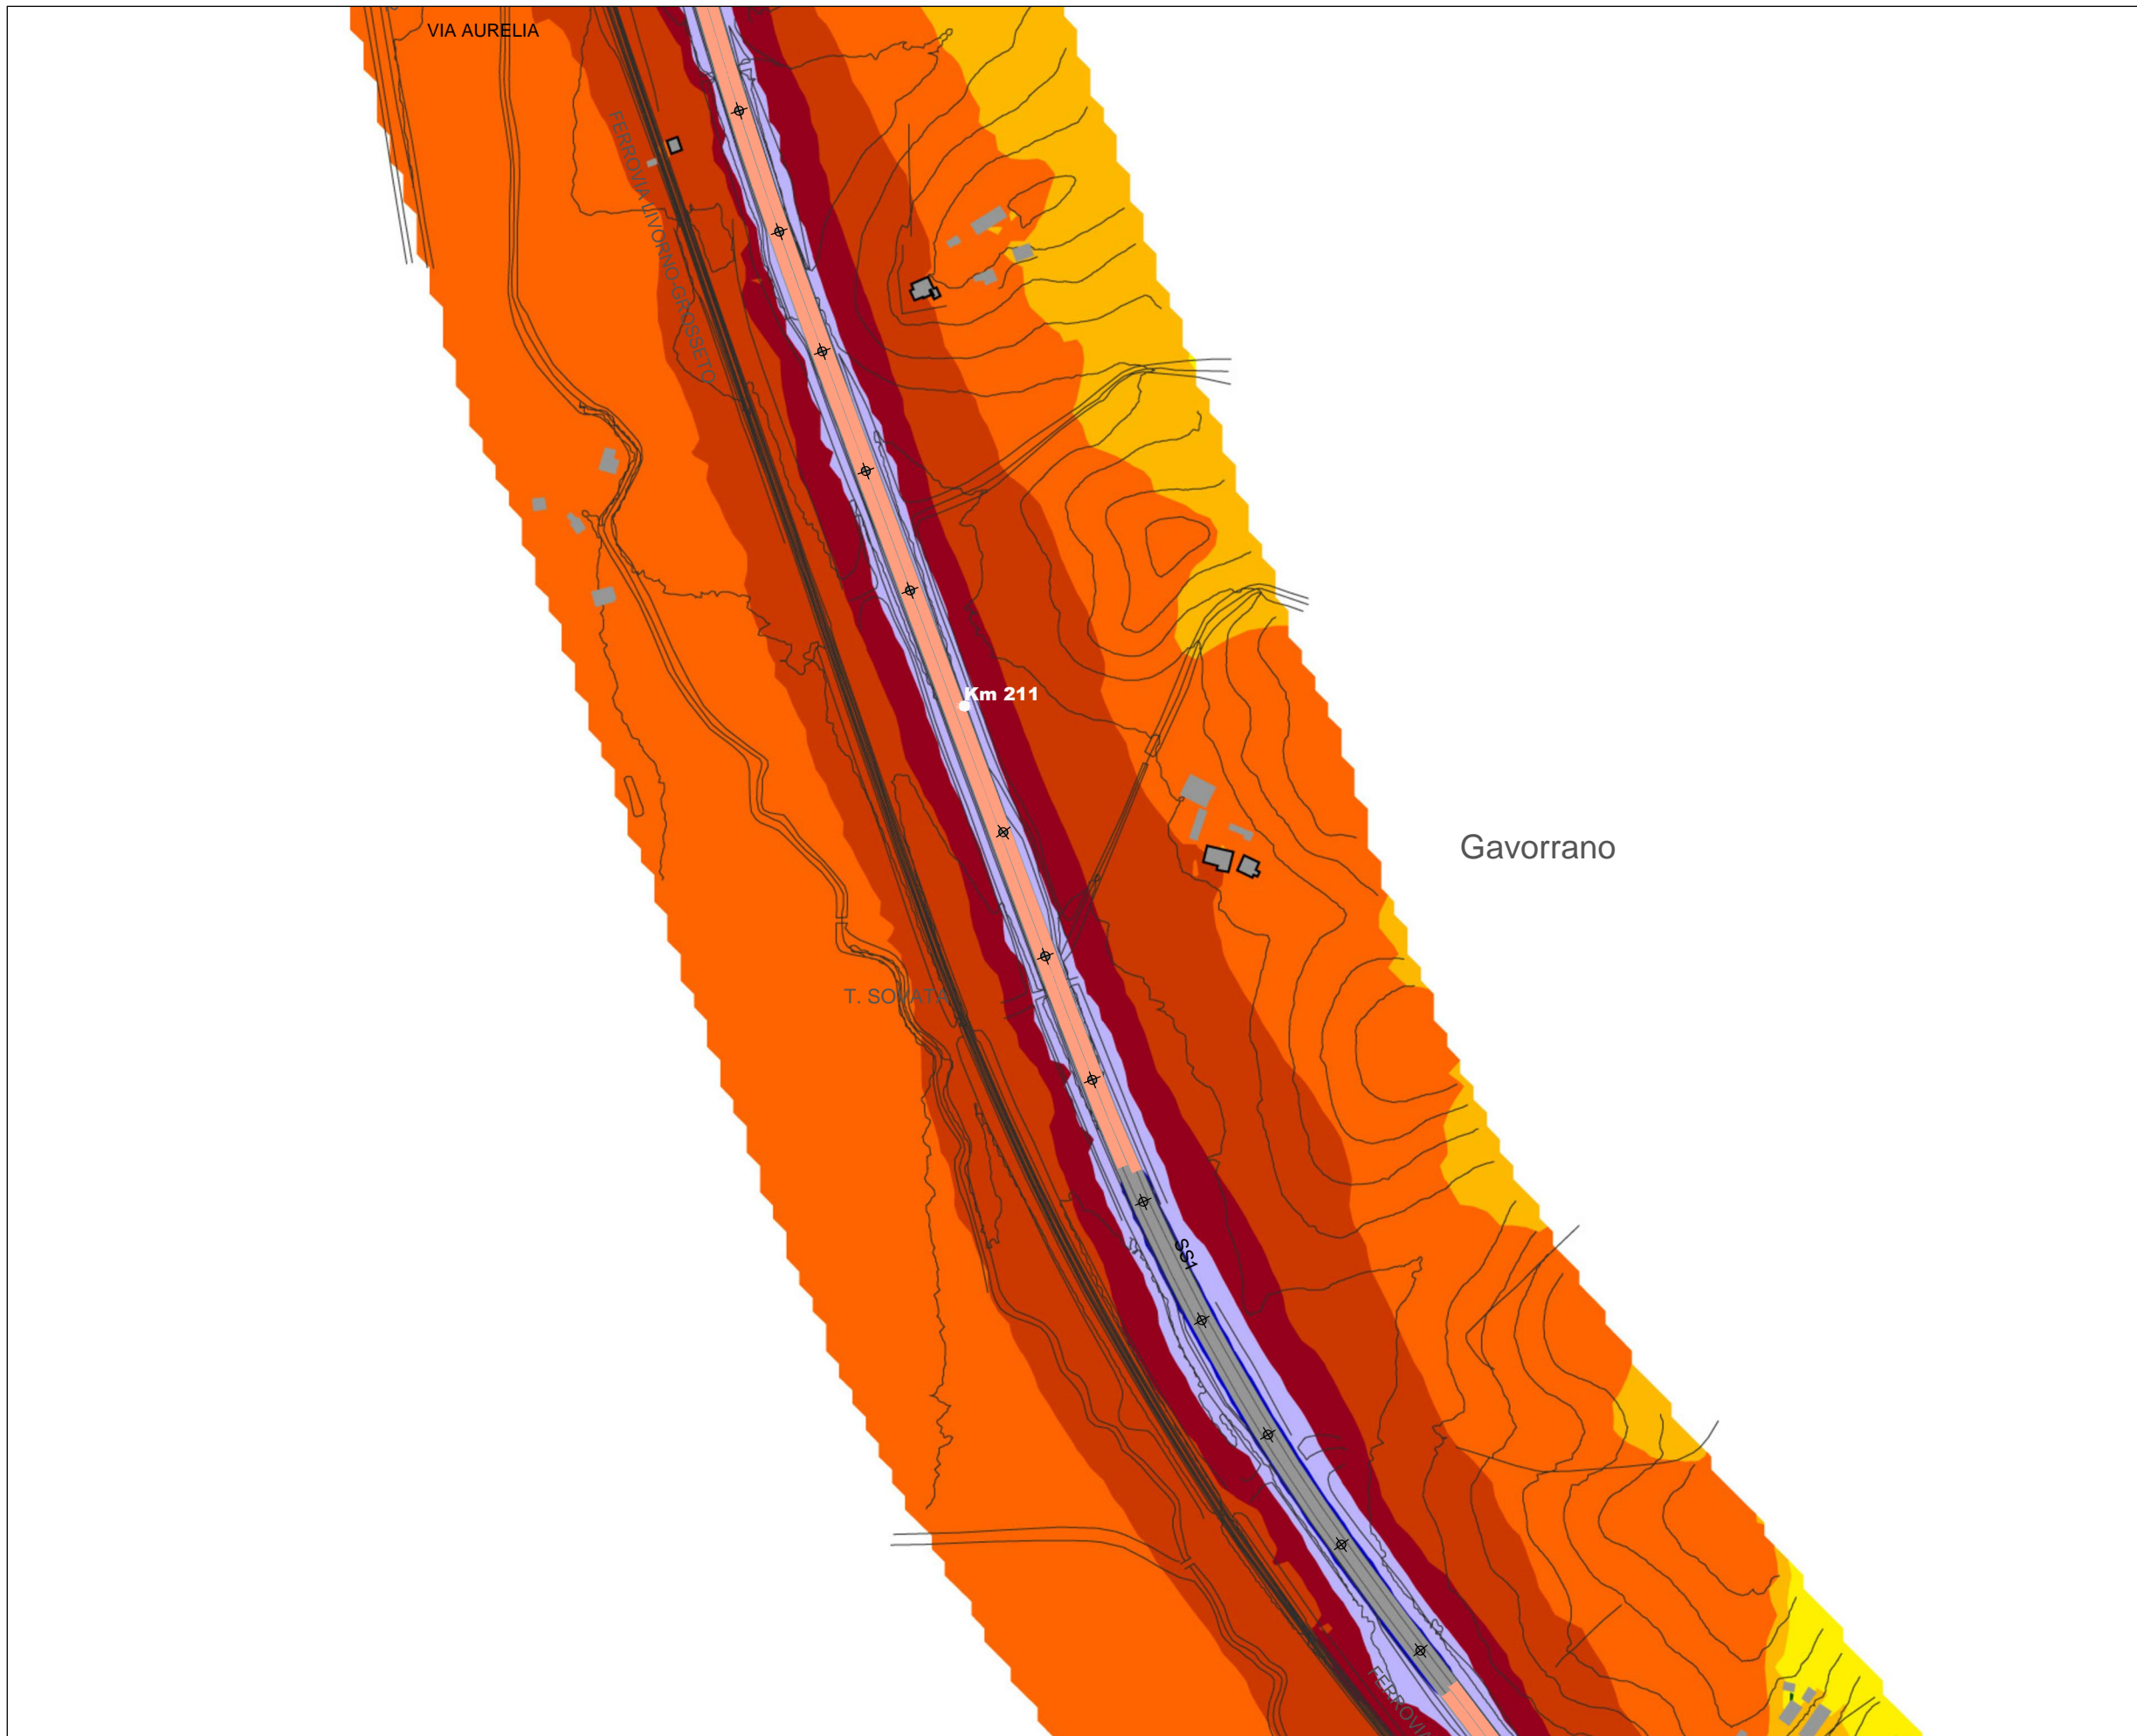 VIA AURELIA
FERROVIA LIVORNO-GROSSETO
Km 211
Gavorrano
T. SOVATA
SS1
FERROVIA